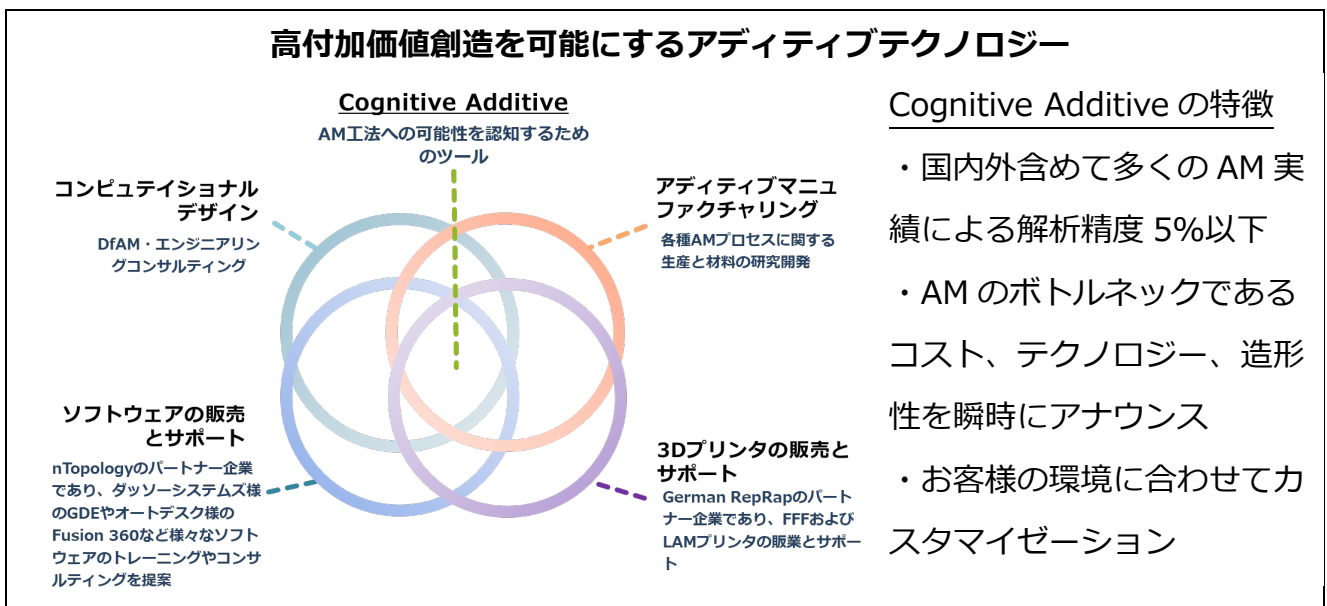 高付加価値創造を可能にするアディティブテクノロジー
Cognitive Additive
AM工法への可能性を認知するため
のツール
コンピュテイショナル
デザイン
DfAM・エンジニアリン
グコンサルティング
アディティブマニュ
ファクチャリング
各種AMプロセスに関する
生産と材料の研究開発
ソフトウェアの販売
とサポート
nTopologyのパートナー企業
であり、ダッソーシステムズ様
のGDEやオートデスク様の
Fusion 360など様々なソフト
ウェアのトレーニングやコンサ
ルティングを提案
3Dプリンタの販売と
サポート
German RepRapのパート
ナー企業であり、FFFおよび
LAMプリンタの販業とサポー
ト
Cognitive Additive の特徴
・国内外含めて多くの AM 実
績による解析精度 5%以下
・AM のボトルネックである
コスト、テクノロジー、造形
性を瞬時にアナウンス
・お客様の環境に合わせてカ
スタマイゼーション